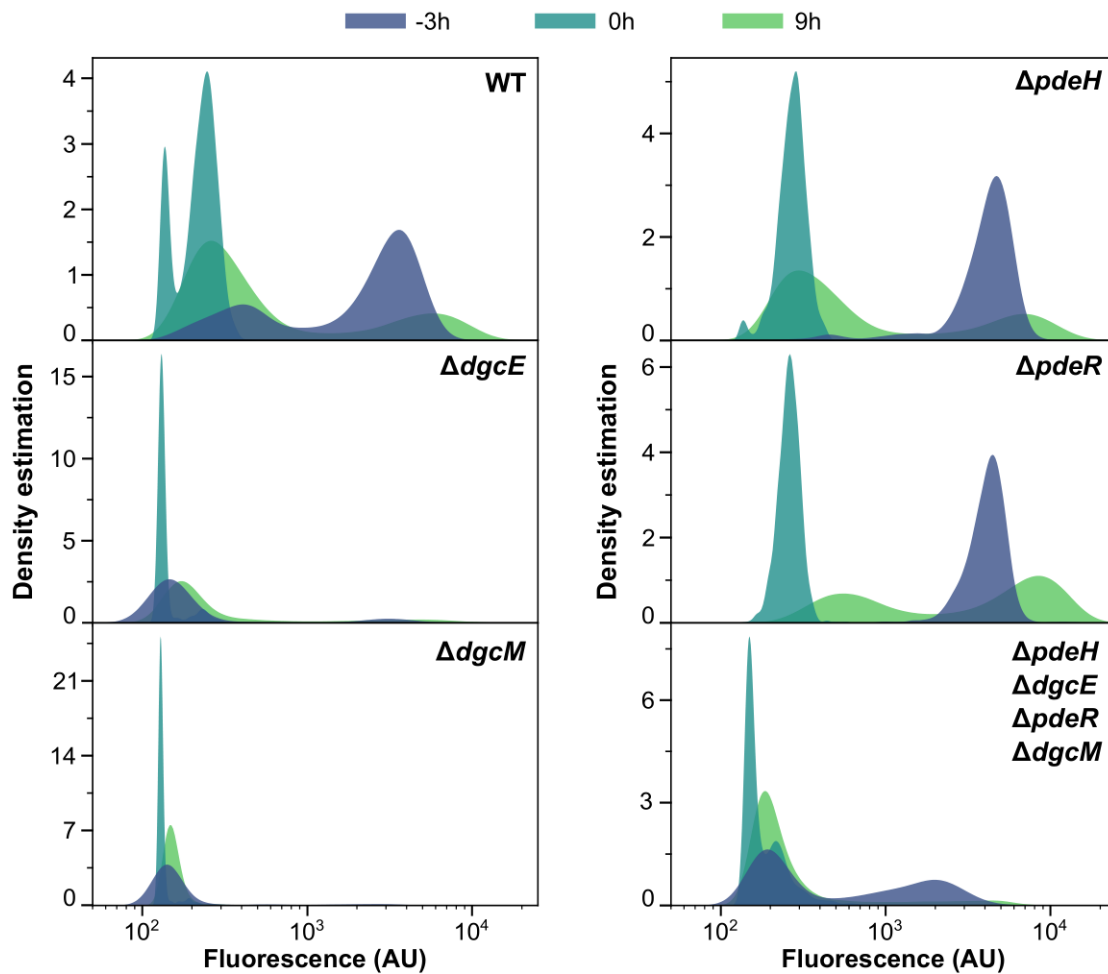 -3h 0h 9h
WT
4
3
2
1
0
ΔpdeH
4
2
0
ΔdgcE
15
10
5
0
Density estimation
ΔpdeR
6
4
2
0
Density estimation
ΔdgcM
21
14
7
0
10² 10³ 10⁴
Fluorescence (AU)
ΔpdeH
ΔdgcE
ΔpdeR
ΔdgcM
6
3
0
10² 10³ 10⁴
Fluorescence (AU)